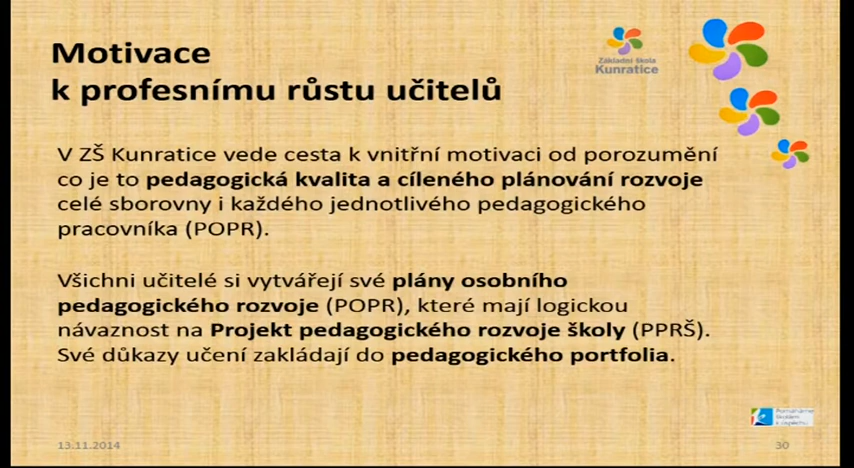 Motivace
k profesnímu růstu učitelů
Základní škola
Kunratice
V ZŠ Kunratice vede cesta k vnitřní motivaci od porozumění
co je to pedagogická kvalita a cíleného plánování rozvoje
celé sborovny i každého jednotlivého pedagogického
pracovníka (POPR).
Všichni učitelé si vytvářejí své plány osobního
pedagogického rozvoje (POPR), které mají logickou
návaznost na Projekt pedagogického rozvoje školy (PPRŠ).
Své důkazy učení zakládají do pedagogického portfolia.
Pomáháme
školám
k úspěchu
13.11.2014
30